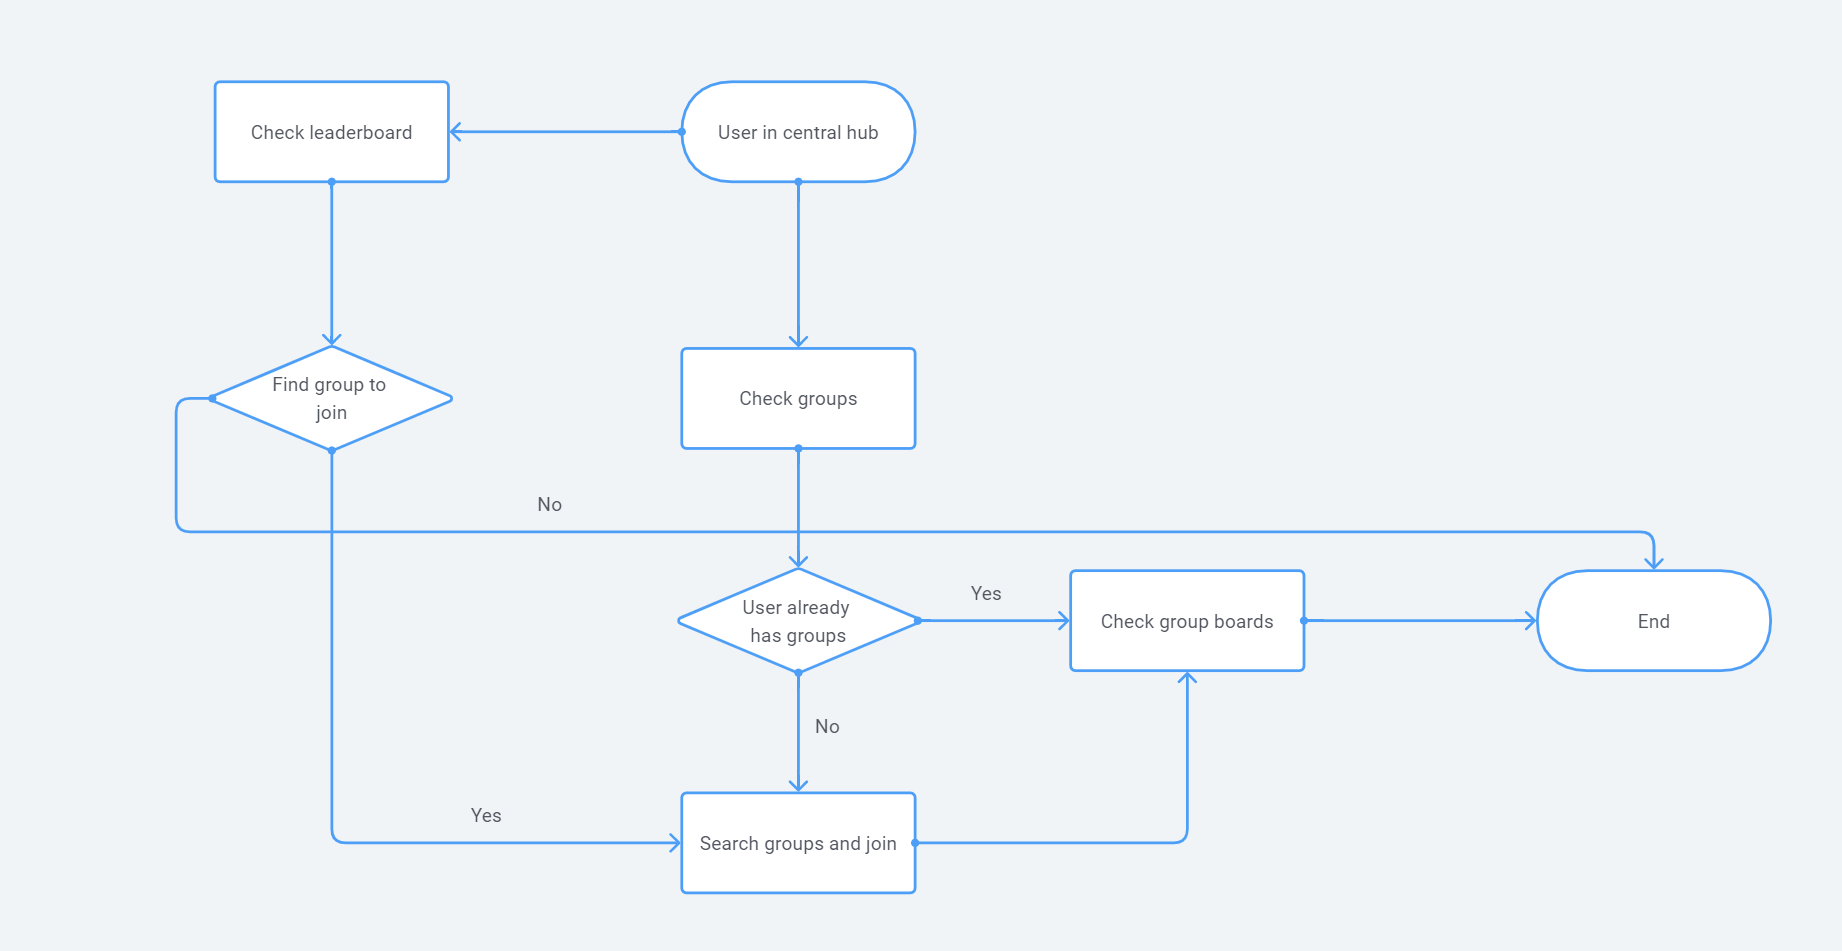 Check leaderboard
User in central hub
Find group to
join
Check groups
No
User already
has groups
Yes
Check group boards
End
No
Yes
Search groups and join